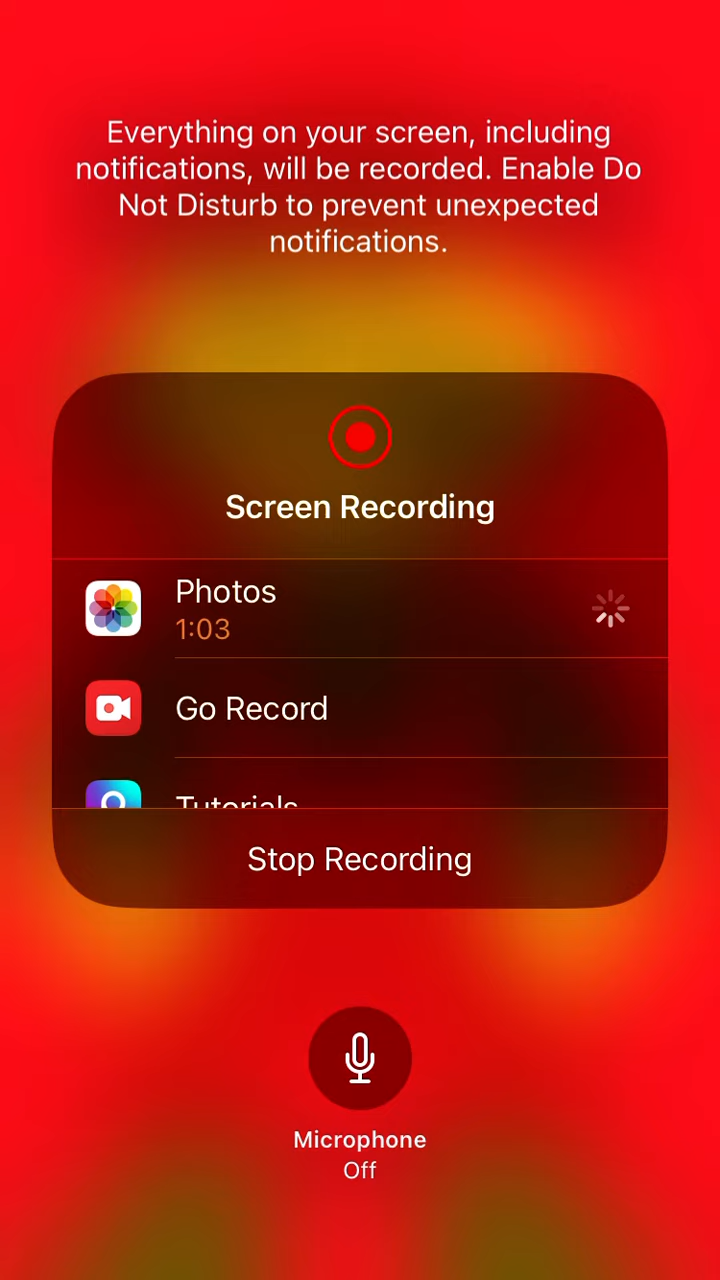 Everything on your screen, including
notifications, will be recorded. Enable Do
Not Disturb to prevent unexpected
notifications.
Screen Recording
Photos
1:03
Go Record
Tutorials
Stop Recording
Microphone
Off